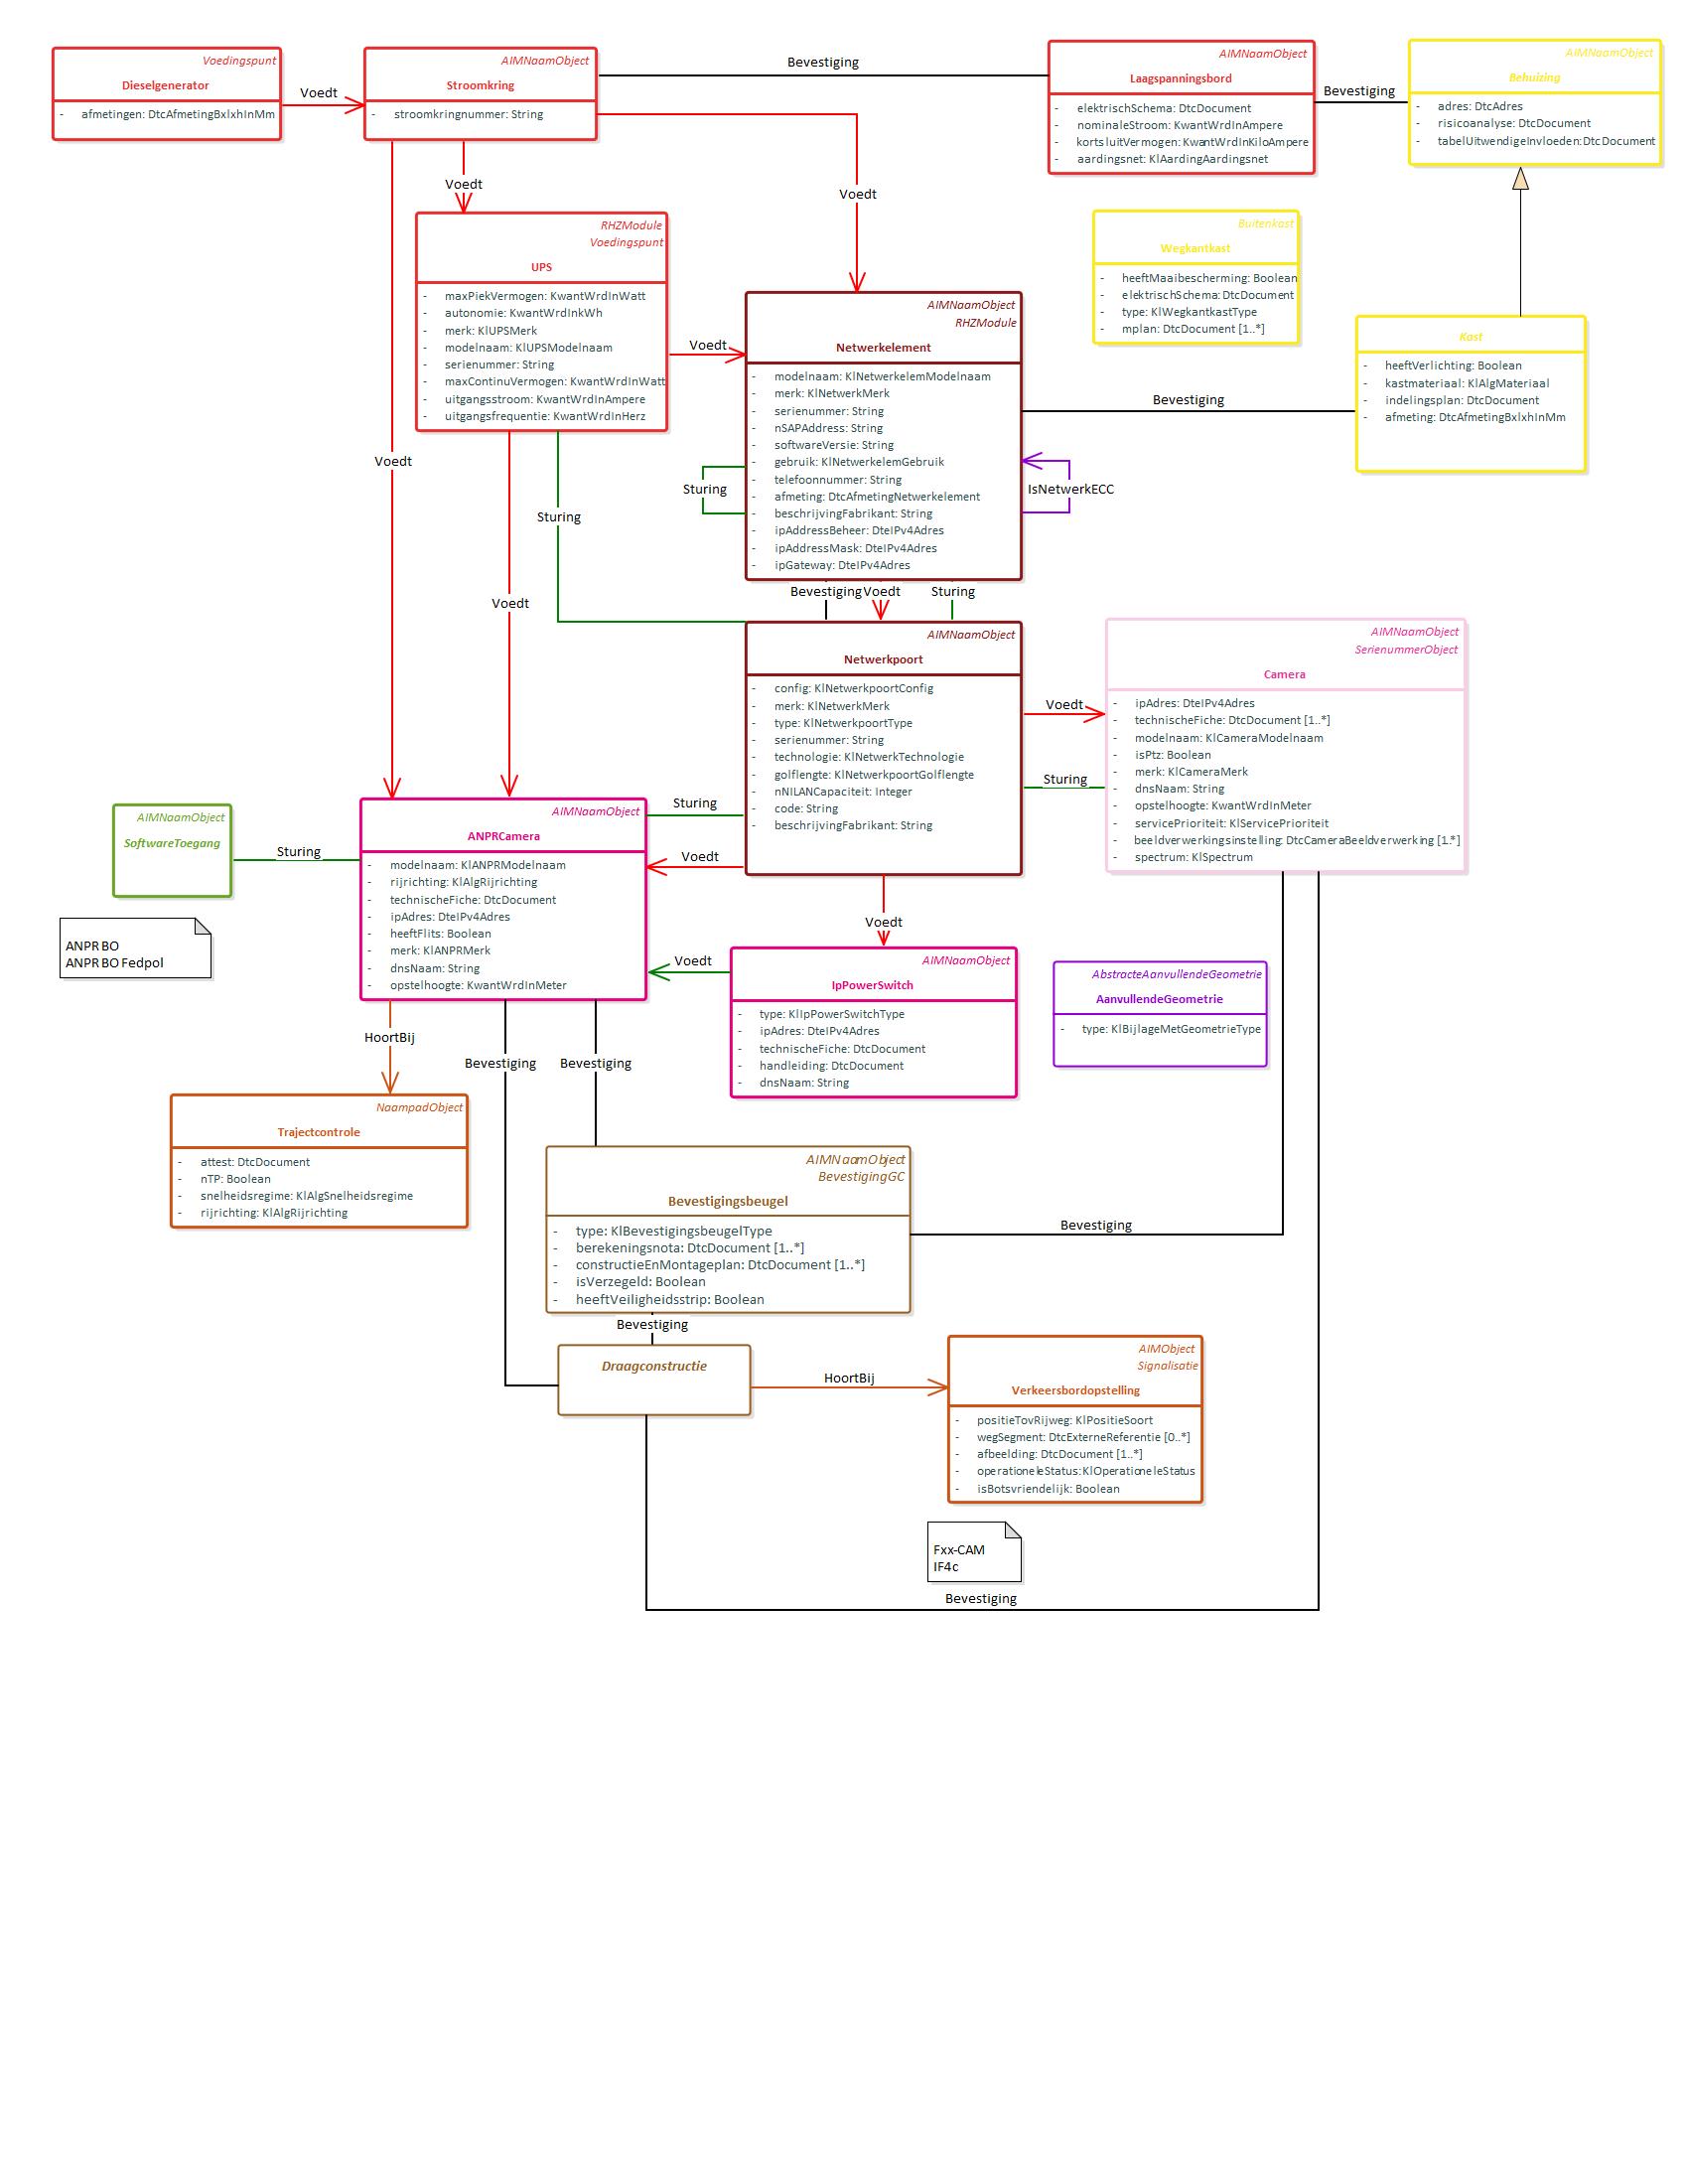 Voedingspunt
Dieselgenerator
- afmetingen: DtcAfmetingBxlxhInMm
Voedt
AIMNaamObject
Stroomkring
- stroomkringnummer: String
Bevestiging
AIMNaamObject
Laagspanningsbord
- elektrischSchema: DtcDocument
- nominaleStroom: KwantWrdInAmpere
- kortsluitVermogen: KwantWrdInKiloAmpere
- aardingsnet: KlAardingAardingsnet
Bevestiging
AIMNaamObject
Behuizing
- adres: DtcAdres
- risicoanalyse: DtcDocument
- tabelUitwendigeInvloeden: DtcDocument
Voedt
Voedt
RHZModule
Voedingspunt
UPS
- maxPiekVermogen: KwantWrdInWatt
- autonomie: KwantWrdInkWh
- merk: KlUPSMerk
- modelnaam: KlUPSModelnaam
- serienummer: String
- maxContinuVermogen: KwantWrdInWatt
- uitgangsstroom: KwantWrdInAmpere
- uitgangsfrequentie: KwantWrdInHerz
Buitenkast
Wegkantkast
- heeftMaaibescherming: Boolean
- elektrischSchema: DtcDocument
- type: KlWegkantkastType
- mplan: DtcDocument [1..*]
Voedt
AIMNaamObject
RHZModule
Netwerkelement
- modelnaam: KlNetwerkelemModelnaam
- merk: KlNetwerkMerk
- serienummer: String
- nSAPAddress: String
- softwareVersie: String
- gebruik: KlNetwerkelemGebruik
- telefoonnummer: String
- afmeting: DtcAfmetingNetwerkelement
- beschrijvingFabrikant: String
- ipAddressBeheer: DteIPv4Adres
- ipAddressMask: DteIPv4Adres
- ipGateway: DteIPv4Adres
Kast
- heeftVerlichting: Boolean
- kastmateriaal: KlAlgMateriaal
- indelingsplan: DtcDocument
- afmeting: DtcAfmetingBxlxhInMm
Bevestiging
Voedt
Sturing
IsNetwerkECC
Sturing
Voedt
Bevestiging
Voedt
Sturing
AIMNaamObject
Netwerkpoort
- config: KlNetwerkpoortConfig
- merk: KlNetwerkMerk
- type: KlNetwerkpoortType
- serienummer: String
- technologie: KlNetwerkTechnologie
- golflengte: KlNetwerkpoortGolflengte
- nNILANCapaciteit: Integer
- code: String
- beschrijvingFabrikant: String
Voedt
Sturing
AIMNaamObject
SerienummerObject
Camera
- ipAdres: DteIPv4Adres
- technischeFiche: DtcDocument [1..*]
- modelnaam: KlCameraModelnaam
- isPtz: Boolean
- merk: KlCameraMerk
- dnsNaam: String
- opstelhoogte: KwantWrdInMeter
- servicePrioriteit: KlServicePrioriteit
- beeldverwerkingsinstelling: DtcCameraBeeldverwerking [1..*]
- spectrum: KlSpectrum
AIMNaamObject
SoftwareToegang
Sturing
AIMNaamObject
ANPRCamera
- modelnaam: KlANPRModelnaam
- rijrichting: KlAlgRijrichting
- technischeFiche: DtcDocument
- ipAdres: DteIPv4Adres
- heeftFlits: Boolean
- merk: KlANPRMerk
- dnsNaam: String
- opstelhoogte: KwantWrdInMeter
Sturing
Voedt
Voedt
ANPR BO
ANPR BO Fedpol
Voedt
AIMNaamObject
IpPowerSwitch
- type: KlIpPowerSwitchType
- ipAdres: DteIPv4Adres
- technischeFiche: DtcDocument
- handleiding: DtcDocument
- dnsNaam: String
AbstracteAanvullendeGeometrie
AanvullendeGeometrie
- type: KlBijlageMetGeometrieType
HoortBij
Bevestiging
Bevestiging
NaampadObject
Trajectcontrole
- attest: DtcDocument
- nTP: Boolean
- snelheidsregime: KlAlgSnelheidsregime
- rijrichting: KlAlgRijrichting
AIMNaamObject
BevestigingGC
Bevestigingsbeugel
- type: KlBevestigingsbeugelType
- berekeningsnota: DtcDocument [1..*]
- constructieEnMontageplan: DtcDocument [1..*]
- isVerzegeld: Boolean
- heeftVeiligheidsstrip: Boolean
Bevestiging
Bevestiging
Draagconstructie
HoortBij
AIMObject
Signalisatie
Verkeersbordopstelling
- positieTovRijweg: KlPositieSoort
- wegSegment: DtcExterneReferentie [0..*]
- afbeelding: DtcDocument [1..*]
- operationeleStatus: KlOperationeleStatus
- isBotsvriendelijk: Boolean
Fxx-CAM
IF4c
Bevestiging